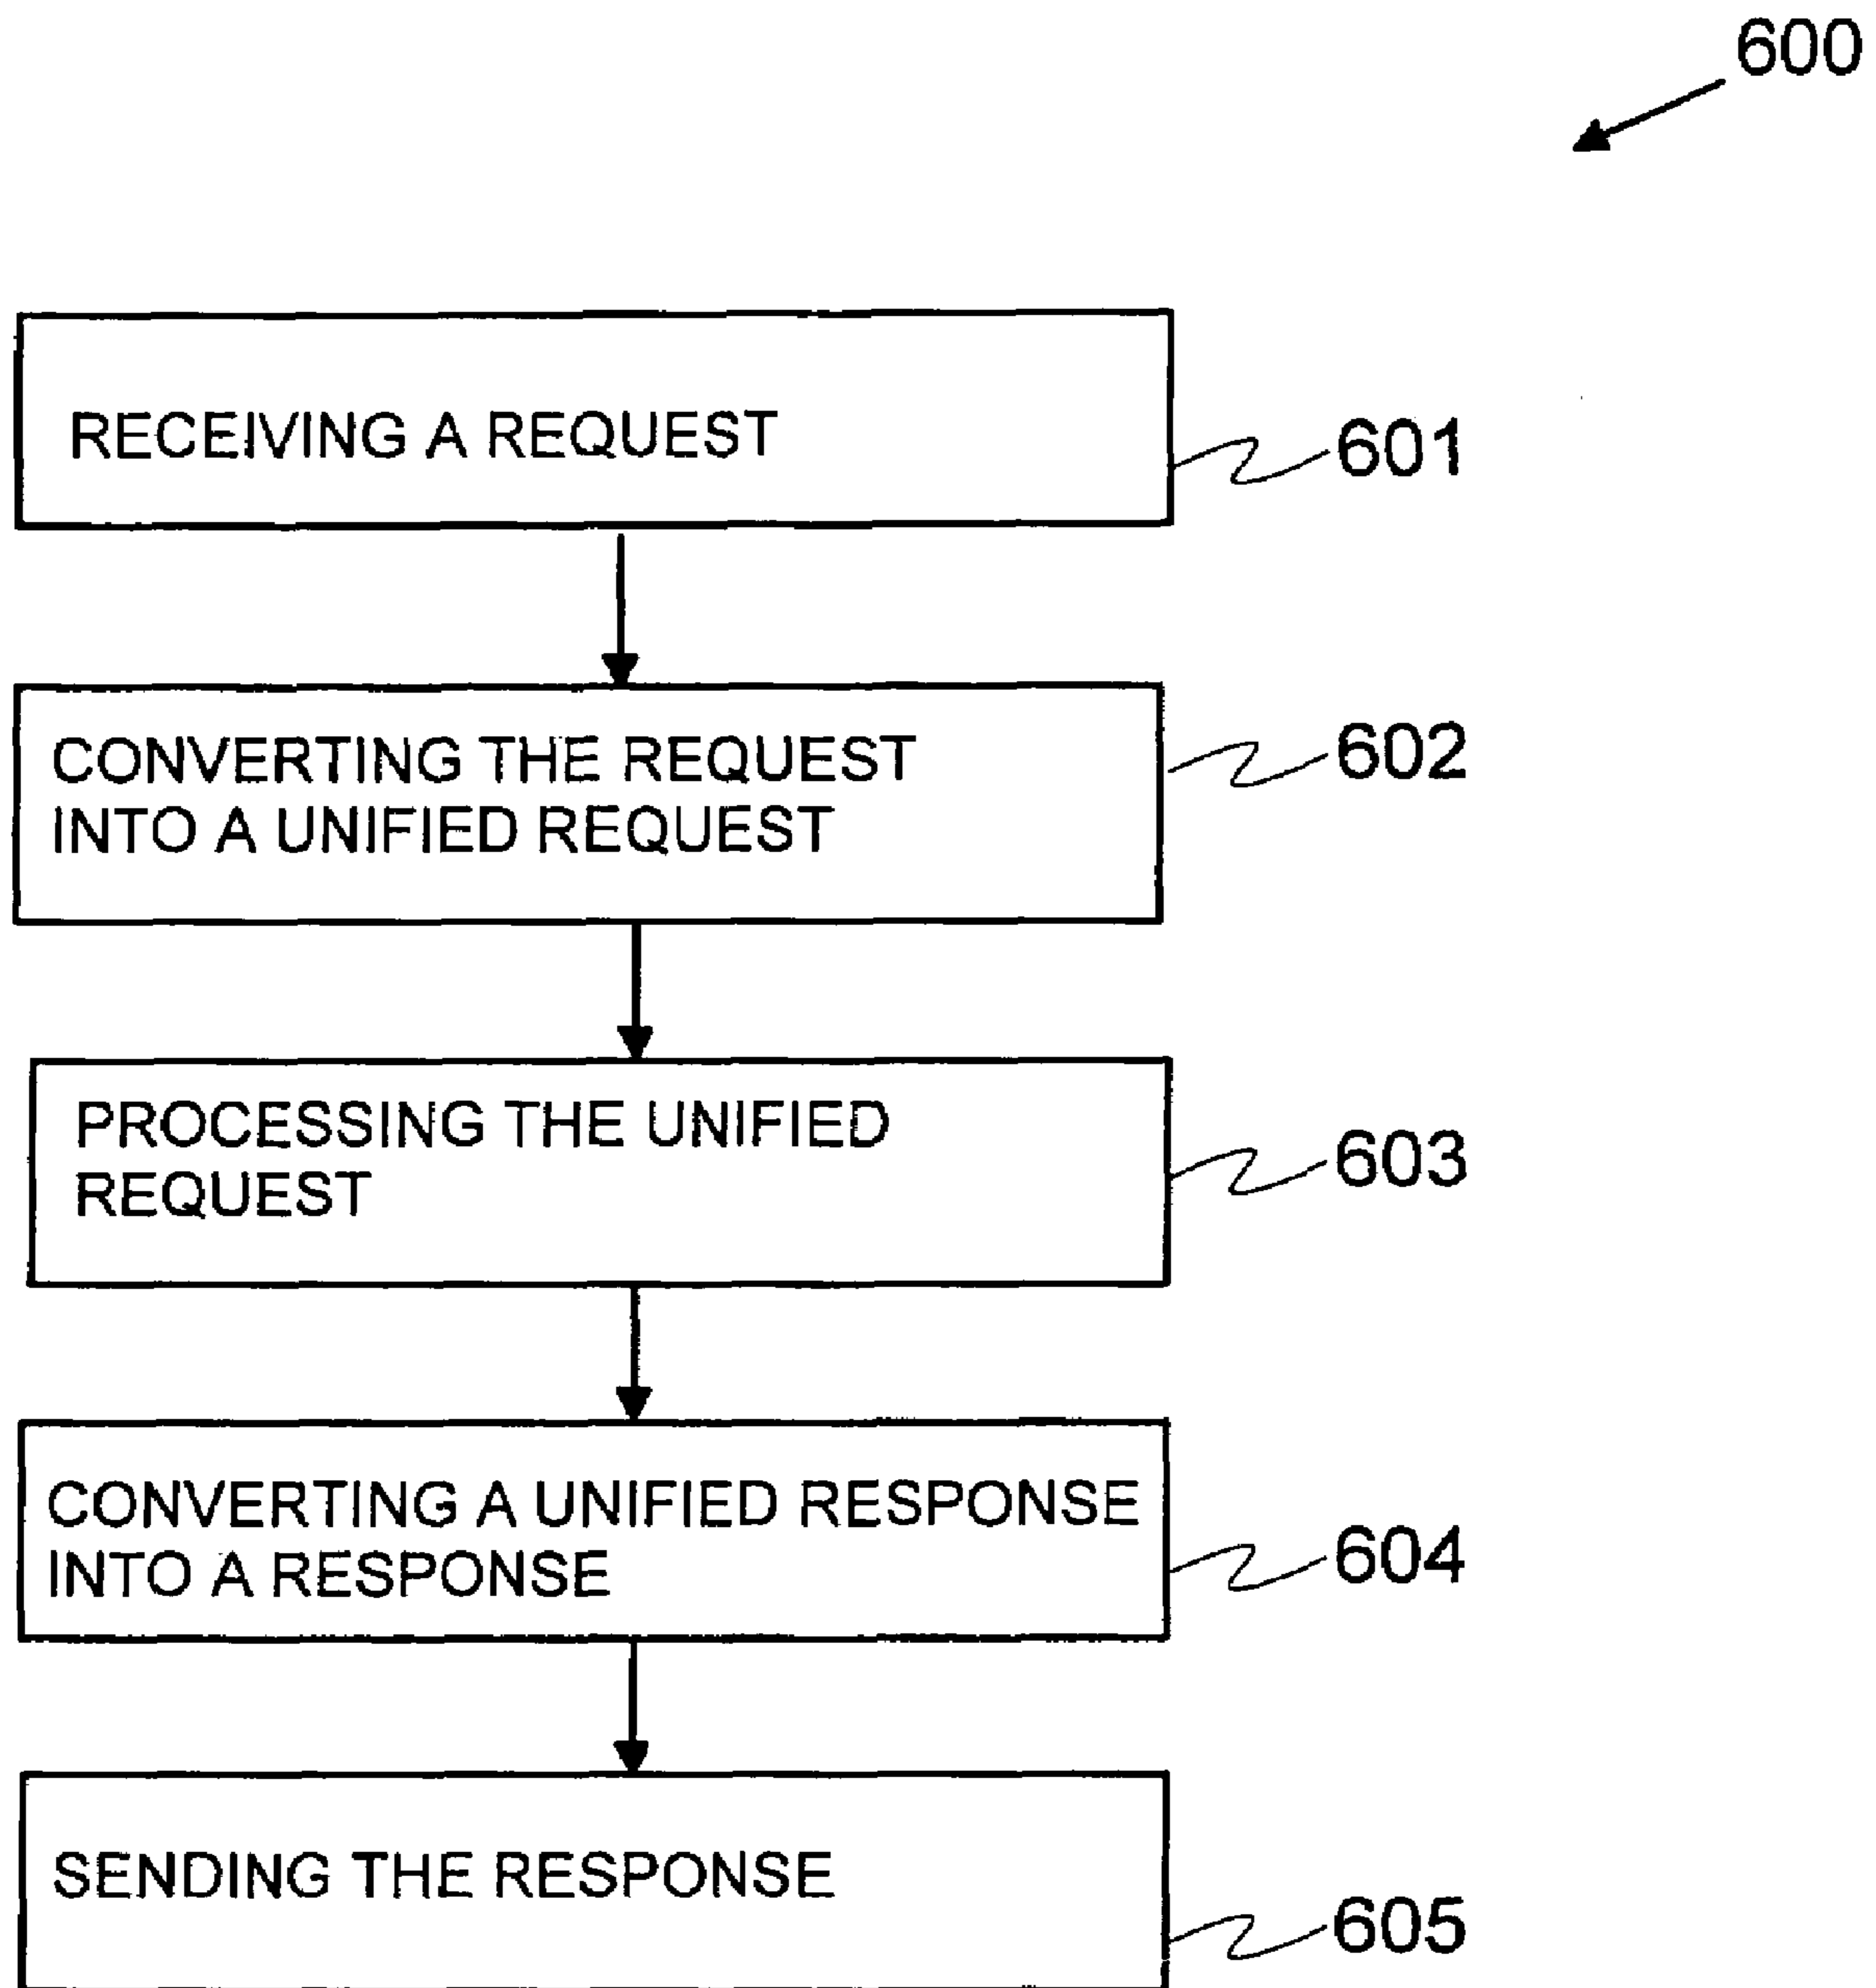 600
RECEIVING A REQUEST
601
CONVERTING THE REQUEST
INTO A UNIFIED REQUEST
602
PROCESSING THE UNIFIED
REQUEST
603
CONVERTING A UNIFIED RESPONSE
INTO A RESPONSE
604
SENDING THE RESPONSE
605